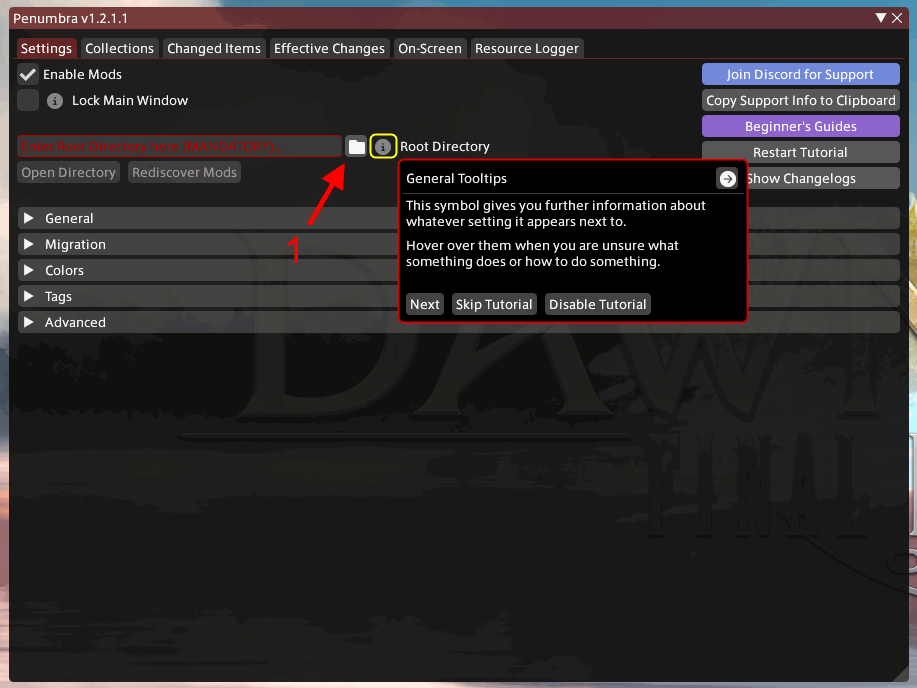 Penumbra v1.2.1.1
Settings Collections Changed Items Effective Changes On-Screen Resource Logger
Enable Mods
Join Discord for Support
Lock Main Window
Copy Support Info to Clipboard
Beginner's Guides
Enter Root Directory here (MANDATORY)...
Root Directory
Restart Tutorial
Open Directory Rediscover Mods
Show Changelogs
1
General Tooltips
This symbol gives you further information about
whatever setting it appears next to.
Hover over them when you are unsure what
something does or how to do something.
Next Skip Tutorial Disable Tutorial
General
Migration
Colors
Tags
Advanced
DAWT
FINAL